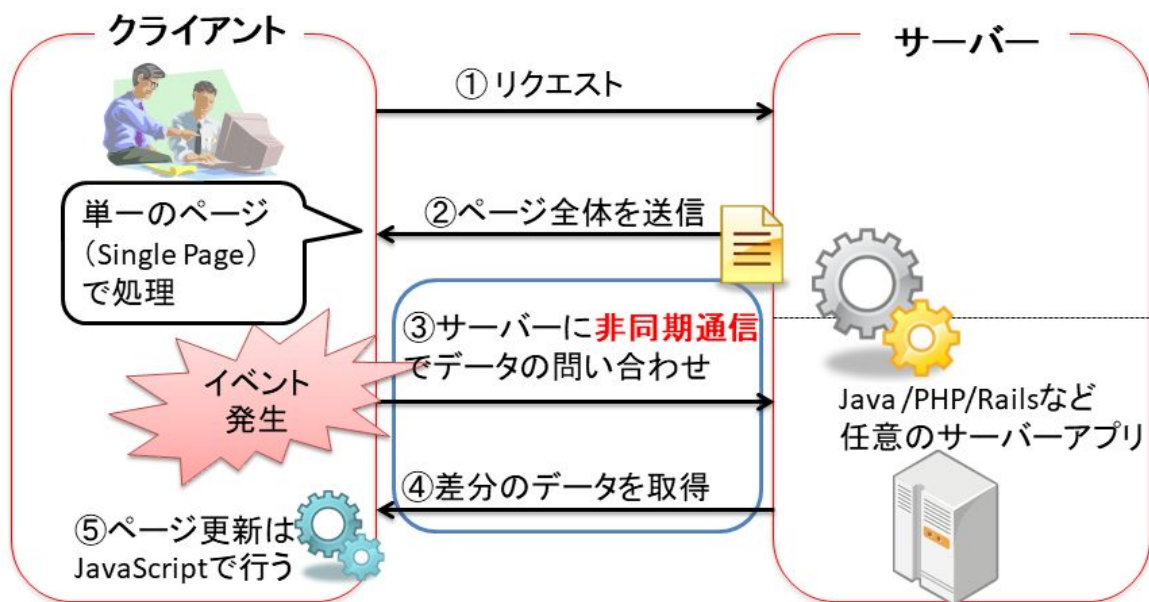 クライアント
サーバー
①リクエスト
②ページ全体を送信
単一のページ
（Single Page）
で処理
③サーバーに非同期通信
でデータの問い合わせ
イベント
発生
Java /PHP/Railsなど
任意のサーバーアプリ
④差分のデータを取得
⑤ページ更新は
JavaScriptで行う